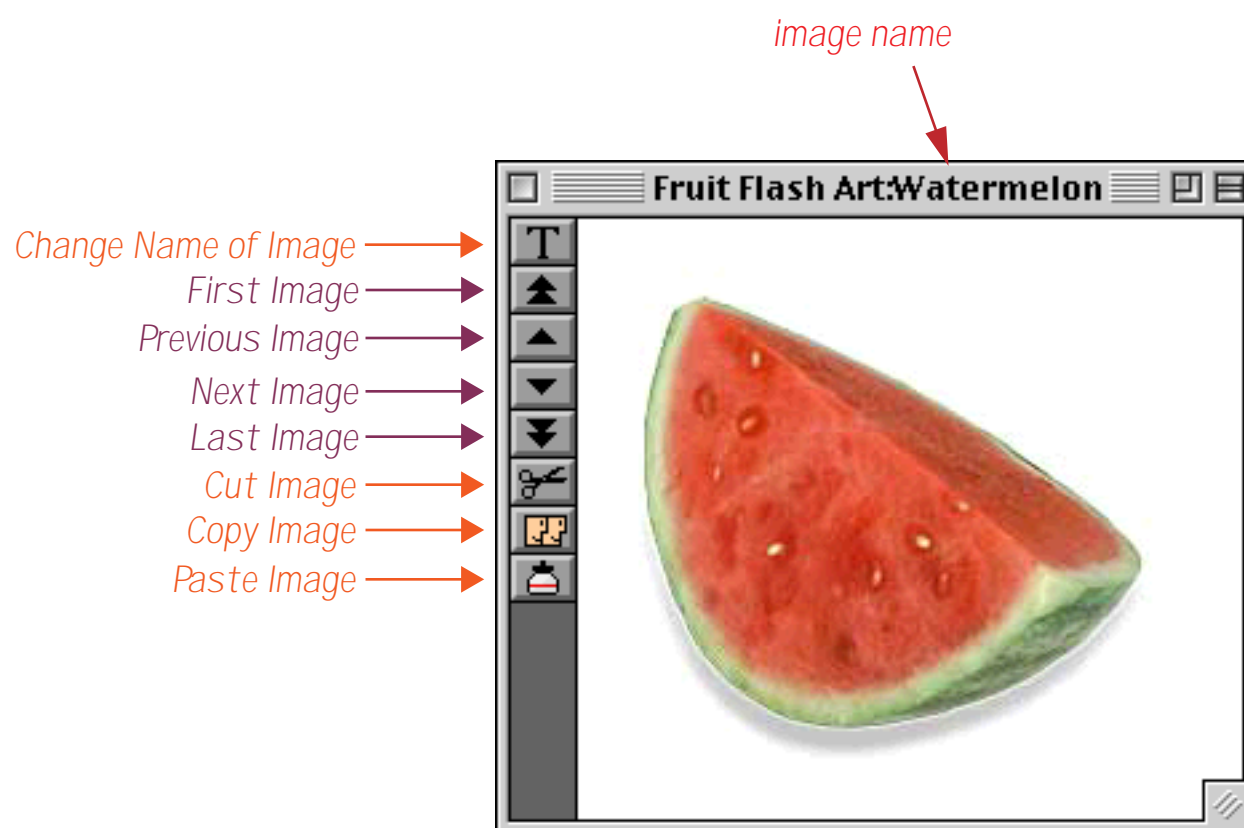 image name
Fruit Flash Art:Watermelon
Change Name of Image
T
First Image
Previous Image
Next Image
Last Image
Cut Image
Copy Image
Paste Image